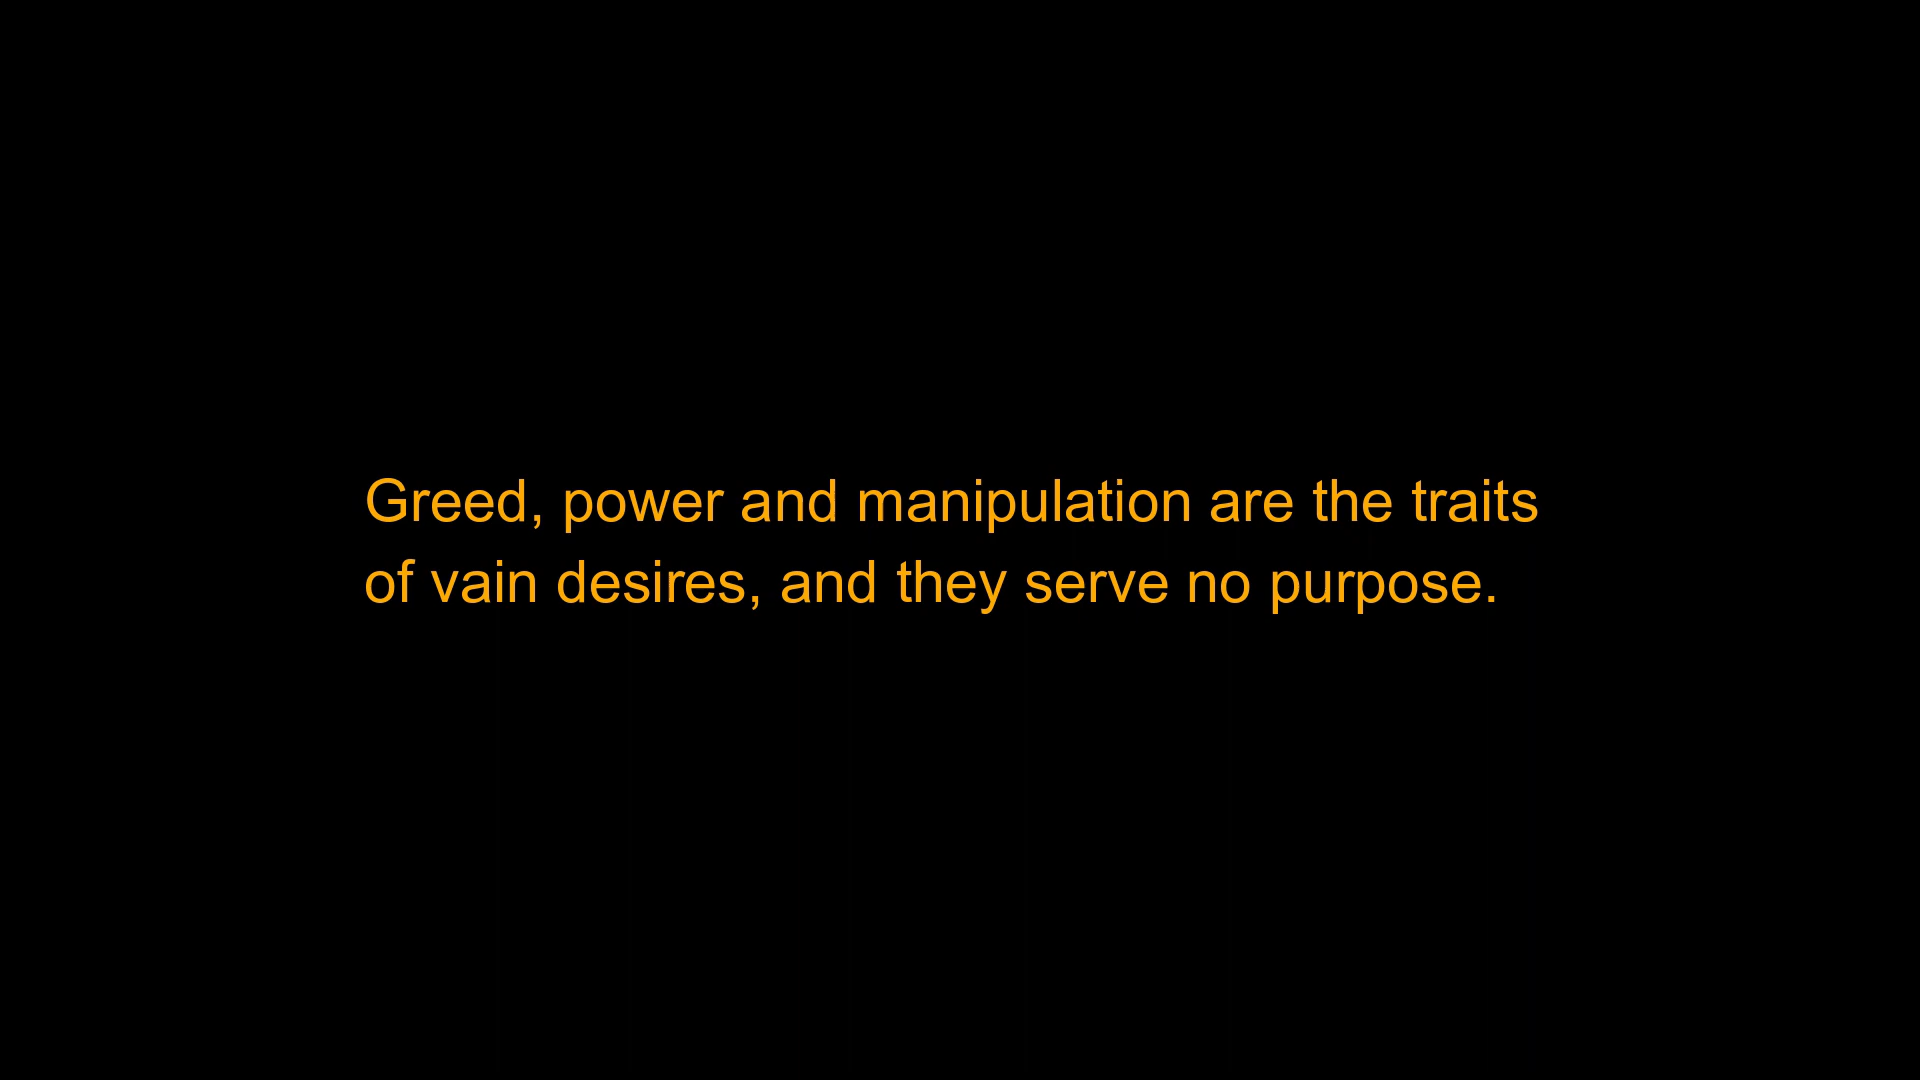 Greed, power and manipulation are the traits
of vain desires, and they serve no purpose.